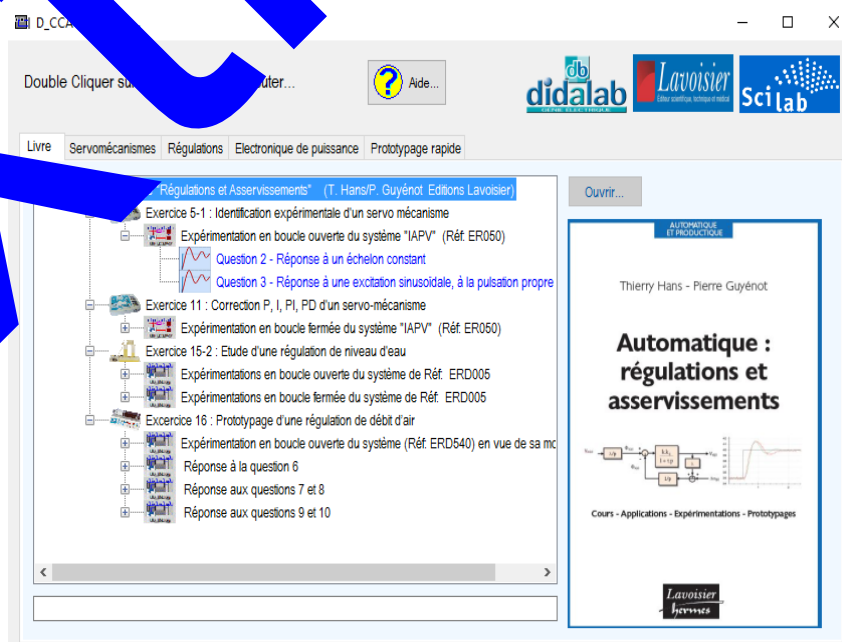 D_CCA
Double Cliquer su
uter...
Aide...
didalab
GENIE ELECTRIQUE
Lavoisier
Editeur scientifique, technique et médical
Scilab
Livre Servomécanismes Régulations Electronique de puissance Prototypage rapide
"Régulations et Asservissements" (T. Hans/P. Guyénot Editions Lavoisier)
Ouvrir...
Exercice 5-1 : Identification expérimentale d'un servo mécanisme
Expérimentation en boucle ouverte du système "IAPV" (Réf: ER050)
Question 2 - Réponse à un échelon constant
Question 3 - Réponse à une excitation sinusoidale, à la pulsation propre
Exercice 11 : Correction P, I, PI, PD d'un servo-mécanisme
Expérimentation en boucle fermée du système "IAPV" (Réf: ER050)
Exercice 15-2 : Etude d'une régulation de niveau d'eau
Expérimentations en boucle ouverte du système de Réf: ERD005
Expérimentations en boucle fermée du système de Réf: ERD005
Excercice 16 : Prototypage d'une régulation de débit d'air
Expérimentation en boucle ouverte du système (Réf: ERD540) en vue de sa mo
Réponse à la question 6
Réponse aux questions 7 et 8
Réponse aux questions 9 et 10
AUTOMATIQUE
ET PRODUCTIQUE
Thierry Hans - Pierre Guyénot
Automatique :
régulations et
asservissements
Cours - Applications - Expérimentations - Prototypages
Lavoisier
hermes